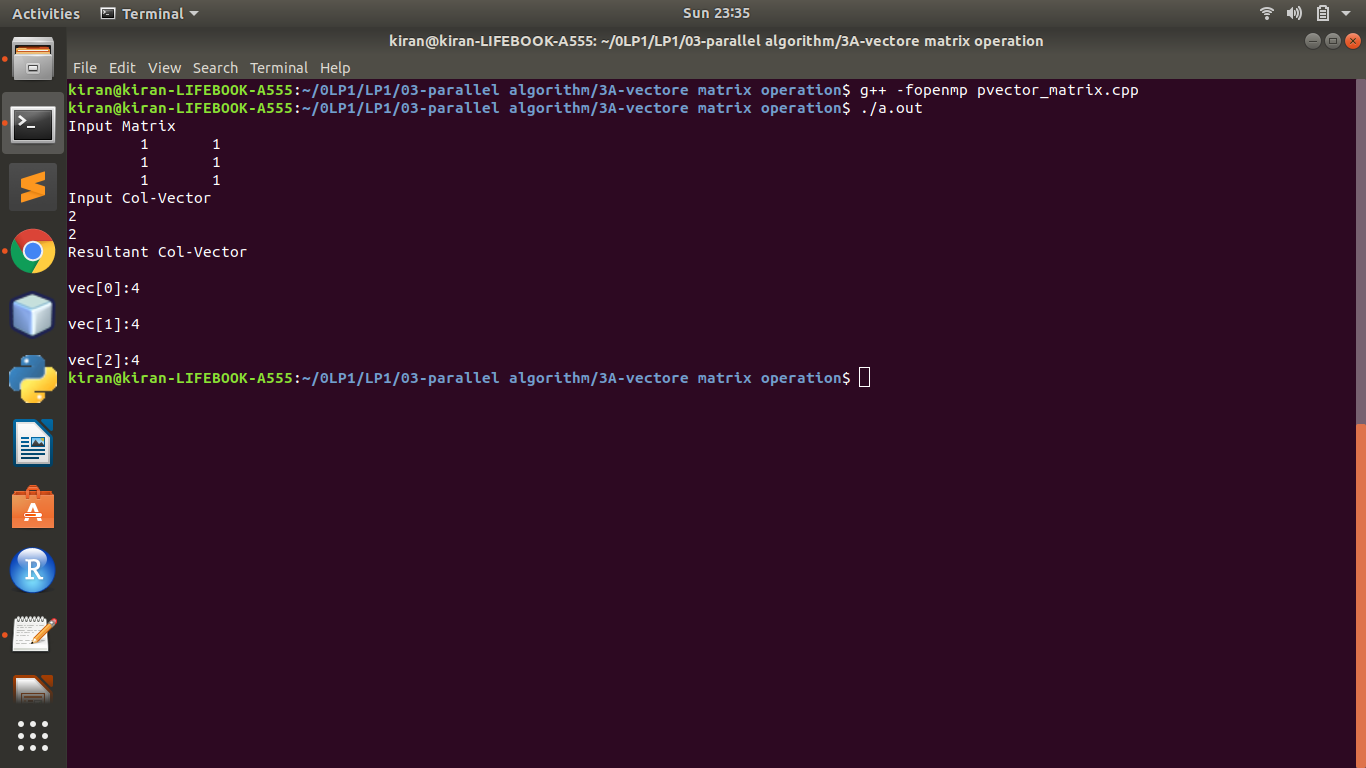 Activities Terminal Sun 23:35
kiran@kiran-LIFEBOOK-A555: ~/0LP1/LP1/03-parallel algorithm/3A-vectore matrix operation
File Edit View Search Terminal Help
kiran@kiran-LIFEBOOK-A555:~/0LP1/LP1/03-parallel algorithm/3A-vectore matrix operation$ g++ -fopenmp pvector_matrix.cpp
kiran@kiran-LIFEBOOK-A555:~/0LP1/LP1/03-parallel algorithm/3A-vectore matrix operation$ ./a.out
Input Matrix
1 1
1 1
1 1
Input Col-Vector
2
2
Resultant Col-Vector
vec[0]:4
vec[1]:4
vec[2]:4
kiran@kiran-LIFEBOOK-A555:~/0LP1/LP1/03-parallel algorithm/3A-vectore matrix operation$